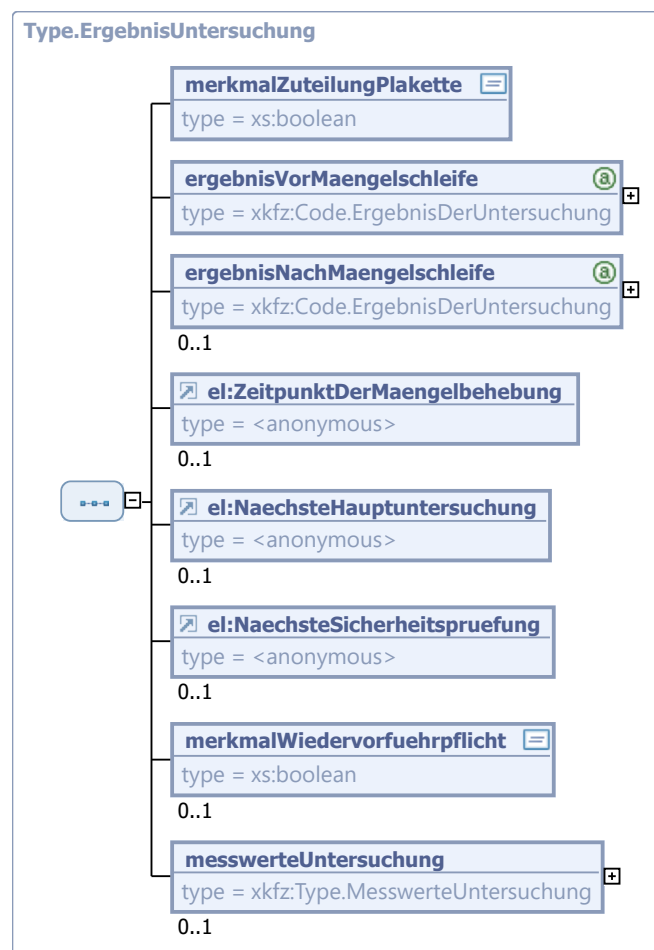 Type.ErgebnisUntersuchung
merkmalZuteilungPlakette
type = xs:boolean
ergebnisVorMaengelschleife
type = xkfz:Code.ErgebnisDerUntersuchung
ergebnisNachMaengelschleife
type = xkfz:Code.ErgebnisDerUntersuchung
0..1
el:ZeitpunktDerMaengelbehebung
type = <anonymous>
0..1
el:NaechsteHauptuntersuchung
type = <anonymous>
0..1
el:NaechsteSicherheitspruefung
type = <anonymous>
0..1
merkmalWiedervorfuehrpflicht
type = xs:boolean
0..1
messwerteUntersuchung
type = xkfz:Type.MesswerteUntersuchung
0..1